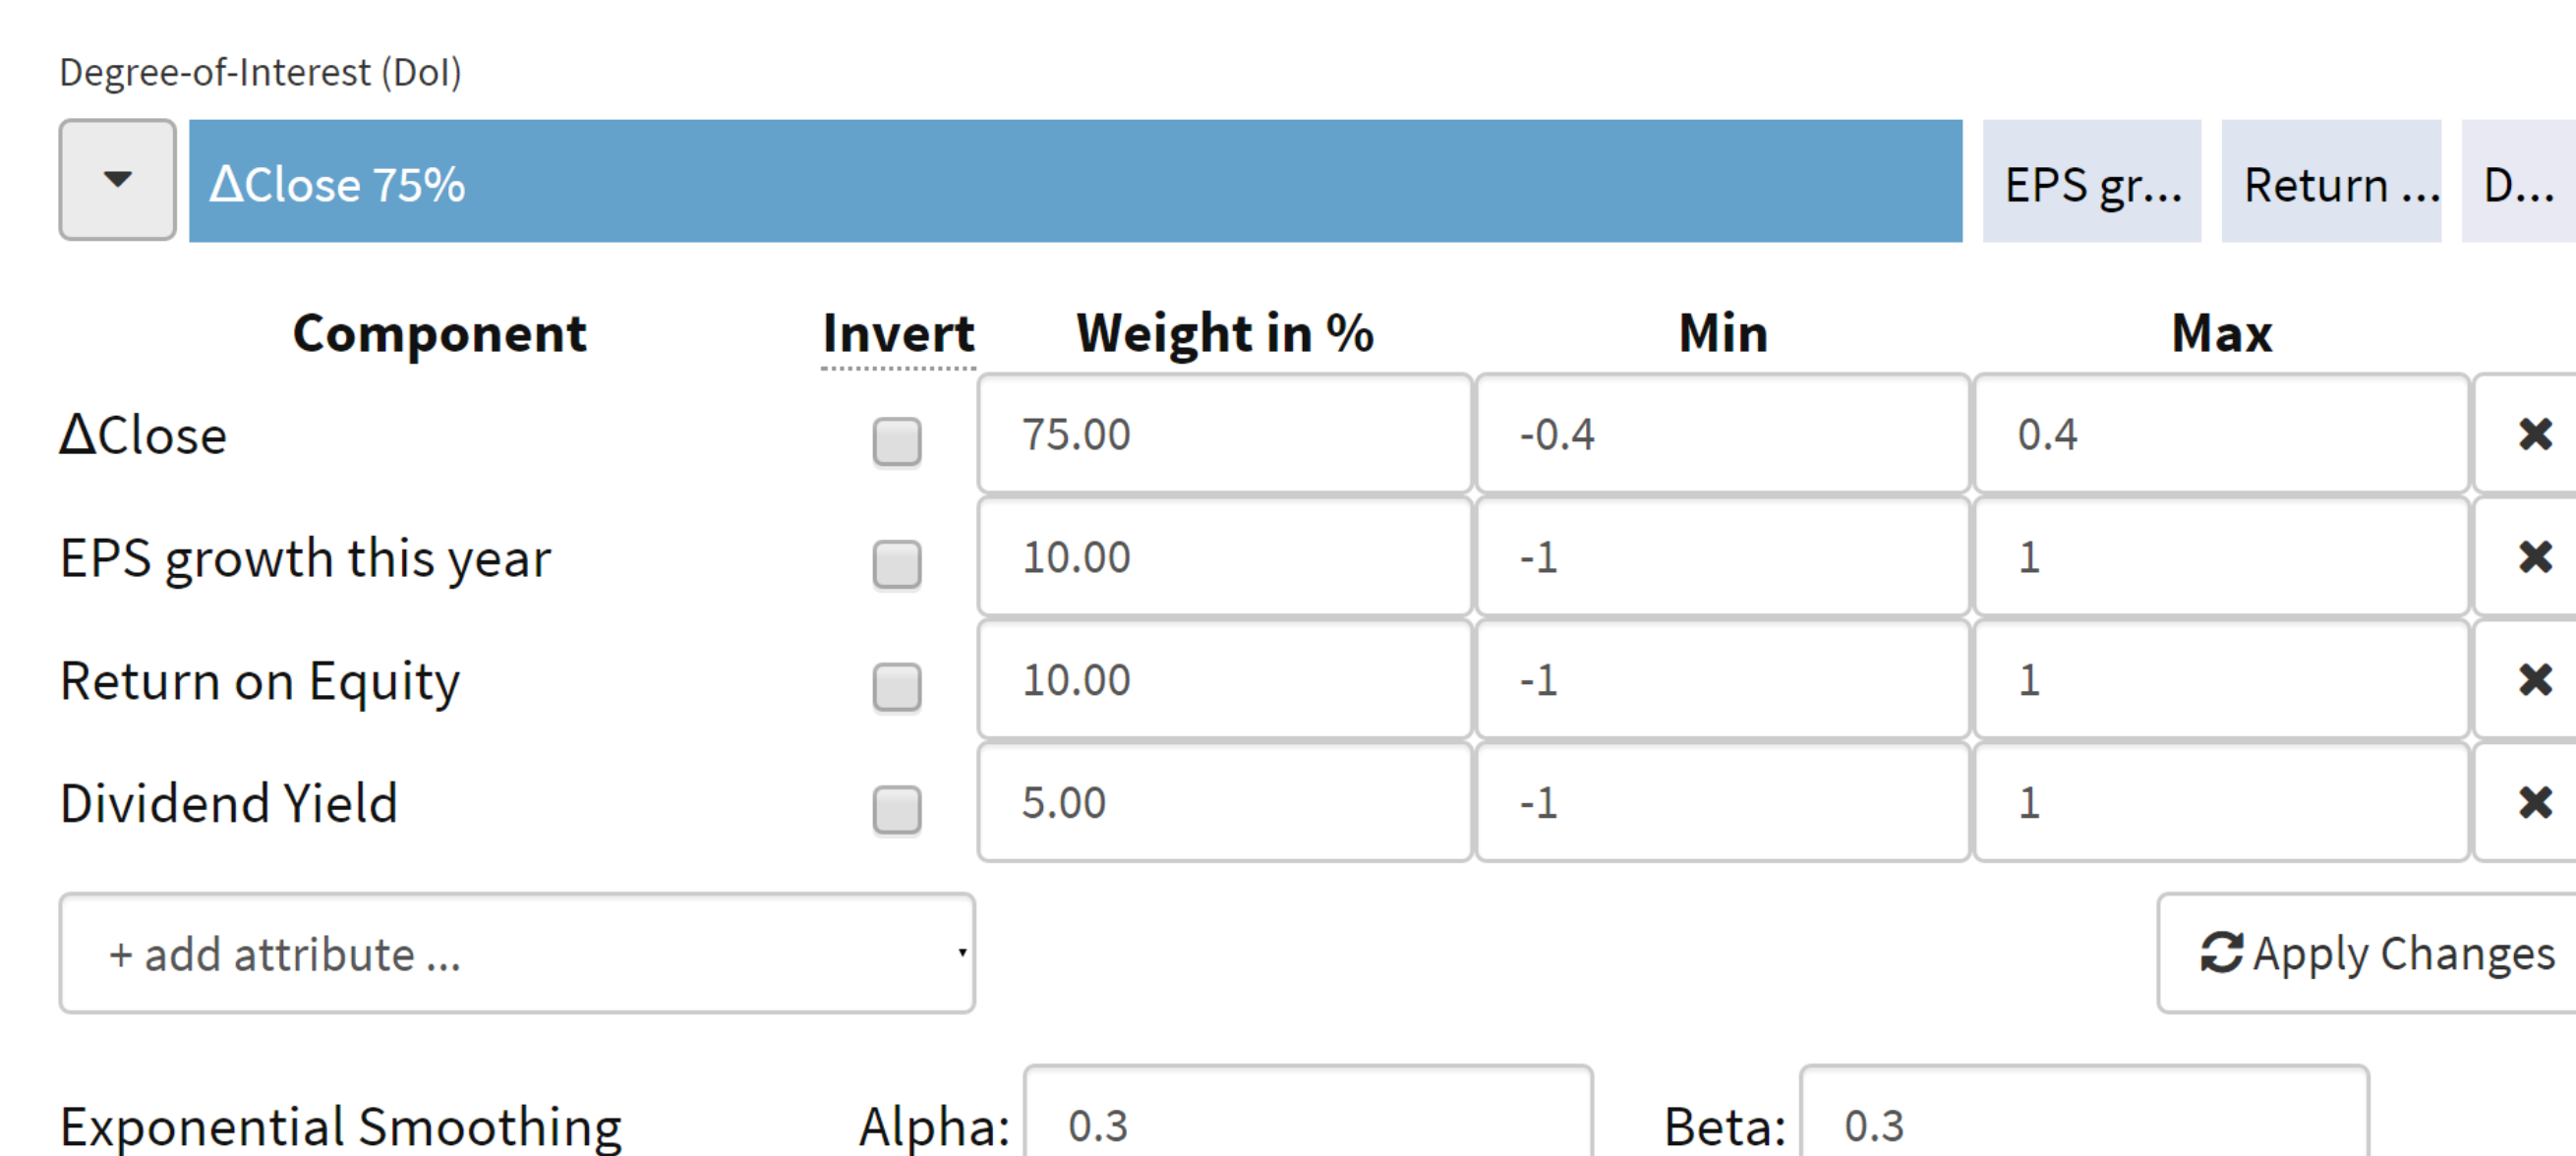 Degree-of-Interest (DoI)
ΔClose 75% EPS gr... Return ... D...
Component Invert Weight in % Min Max
ΔClose 75.00 -0.4 0.4
EPS growth this year 10.00 -1 1
Return on Equity 10.00 -1 1
Dividend Yield 5.00 -1 1
+ add attribute ... Apply Changes
Exponential Smoothing Alpha: 0.3 Beta: 0.3